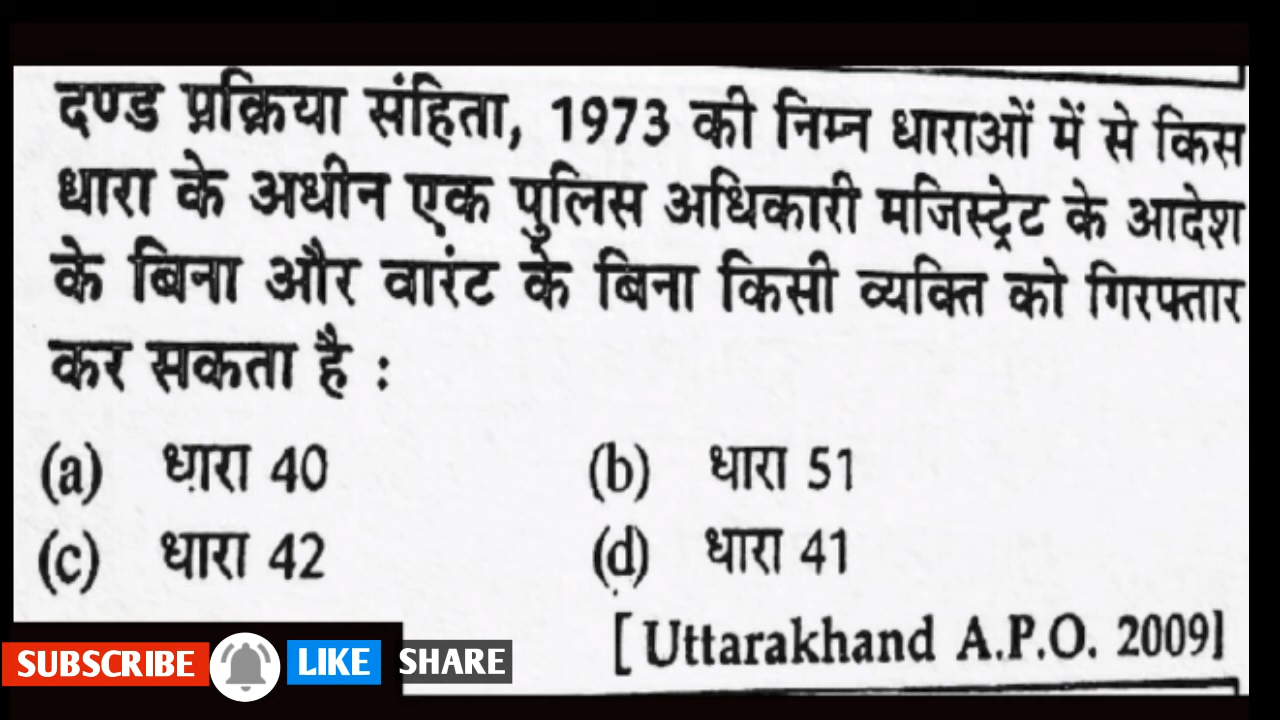 दण्ड प्रक्रिया संहिता, 1973 की निम्न धाराओं में से किस
धारा के अधीन एक पुलिस अधिकारी मजिस्ट्रेट के आदेश
के बिना और वारंट के बिना किसी व्यक्ति को गिरफ्तार
कर सकता है :
(a) धारा 40 (b) धारा 51
(c) धारा 42 (d) धारा 41
[ Uttarakhand A.P.O. 2009]
SUBSCRIBE LIKE SHARE